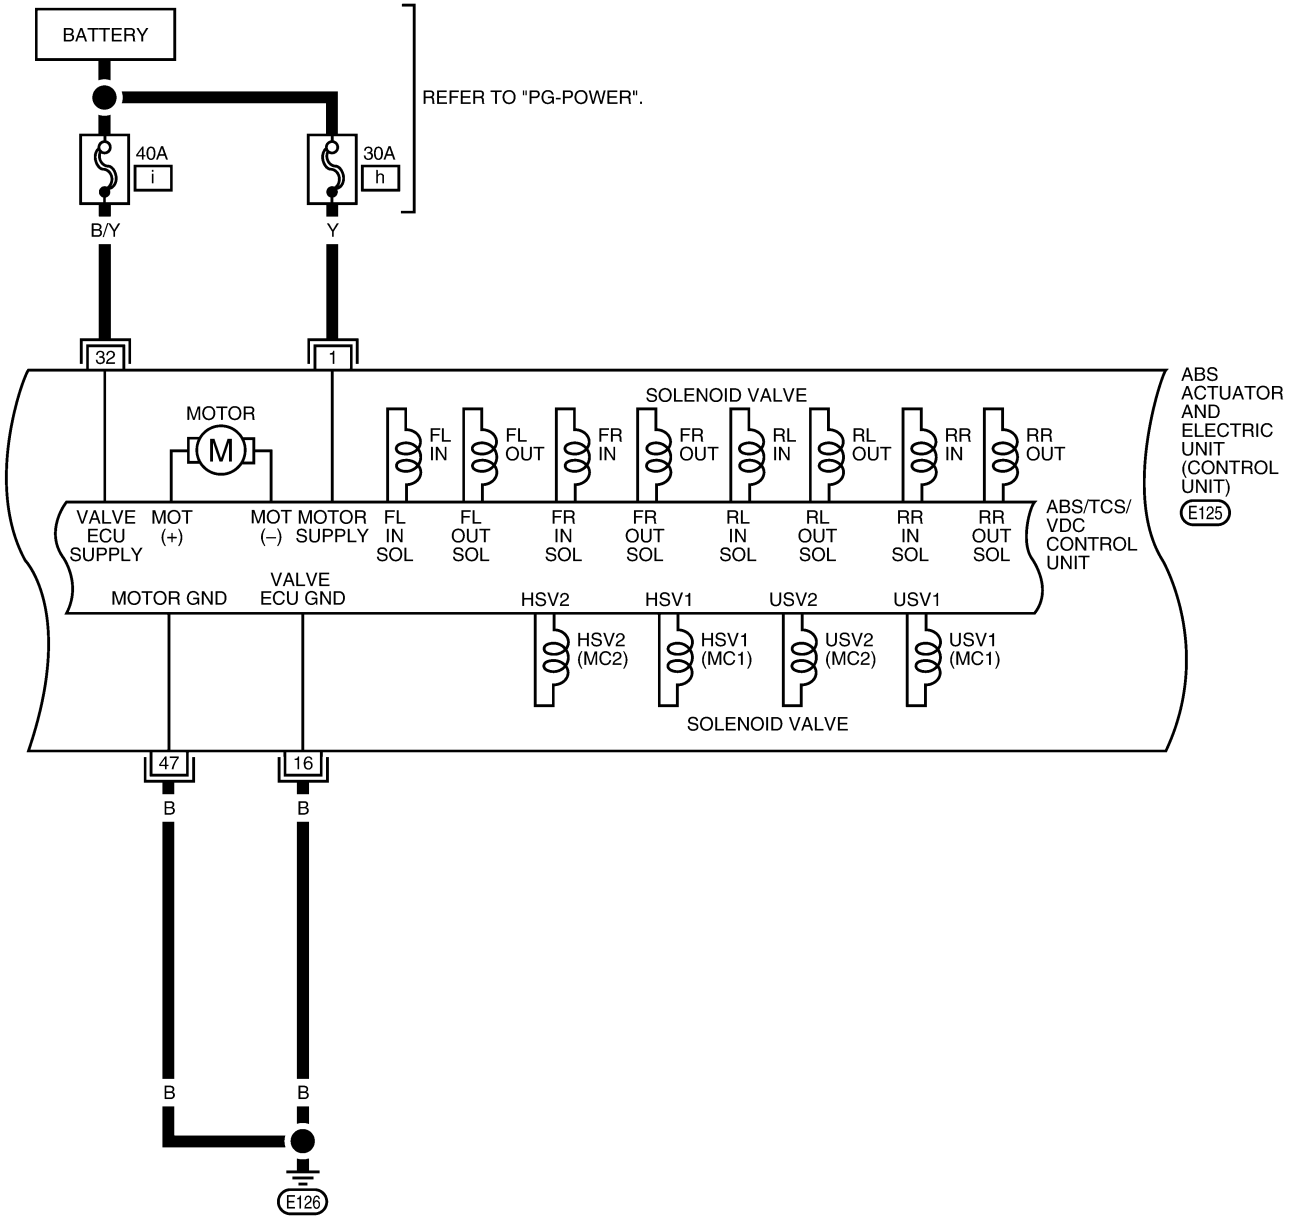 BATTERY
REFER TO "PG-POWER".
40A
i
30A
h
B/Y
Y
32
1
ABS
ACTUATOR
AND
ELECTRIC
UNIT
(CONTROL
UNIT)
E125
MOTOR
M
SOLENOID VALVE
FL
IN
FL
OUT
FR
IN
FR
OUT
RL
IN
RL
OUT
RR
IN
RR
OUT
VALVE
ECU
SUPPLY
MOT
(+)
MOT
(–)
MOTOR
SUPPLY
FL
IN
SOL
FL
OUT
SOL
FR
IN
SOL
FR
OUT
SOL
RL
IN
SOL
RL
OUT
SOL
RR
IN
SOL
RR
OUT
SOL
ABS/TCS/
VDC
CONTROL
UNIT
MOTOR GND
VALVE
ECU GND
HSV2
HSV1
USV2
USV1
HSV2
(MC2)
HSV1
(MC1)
USV2
(MC2)
USV1
(MC1)
SOLENOID VALVE
47
16
B
B
B
B
E126